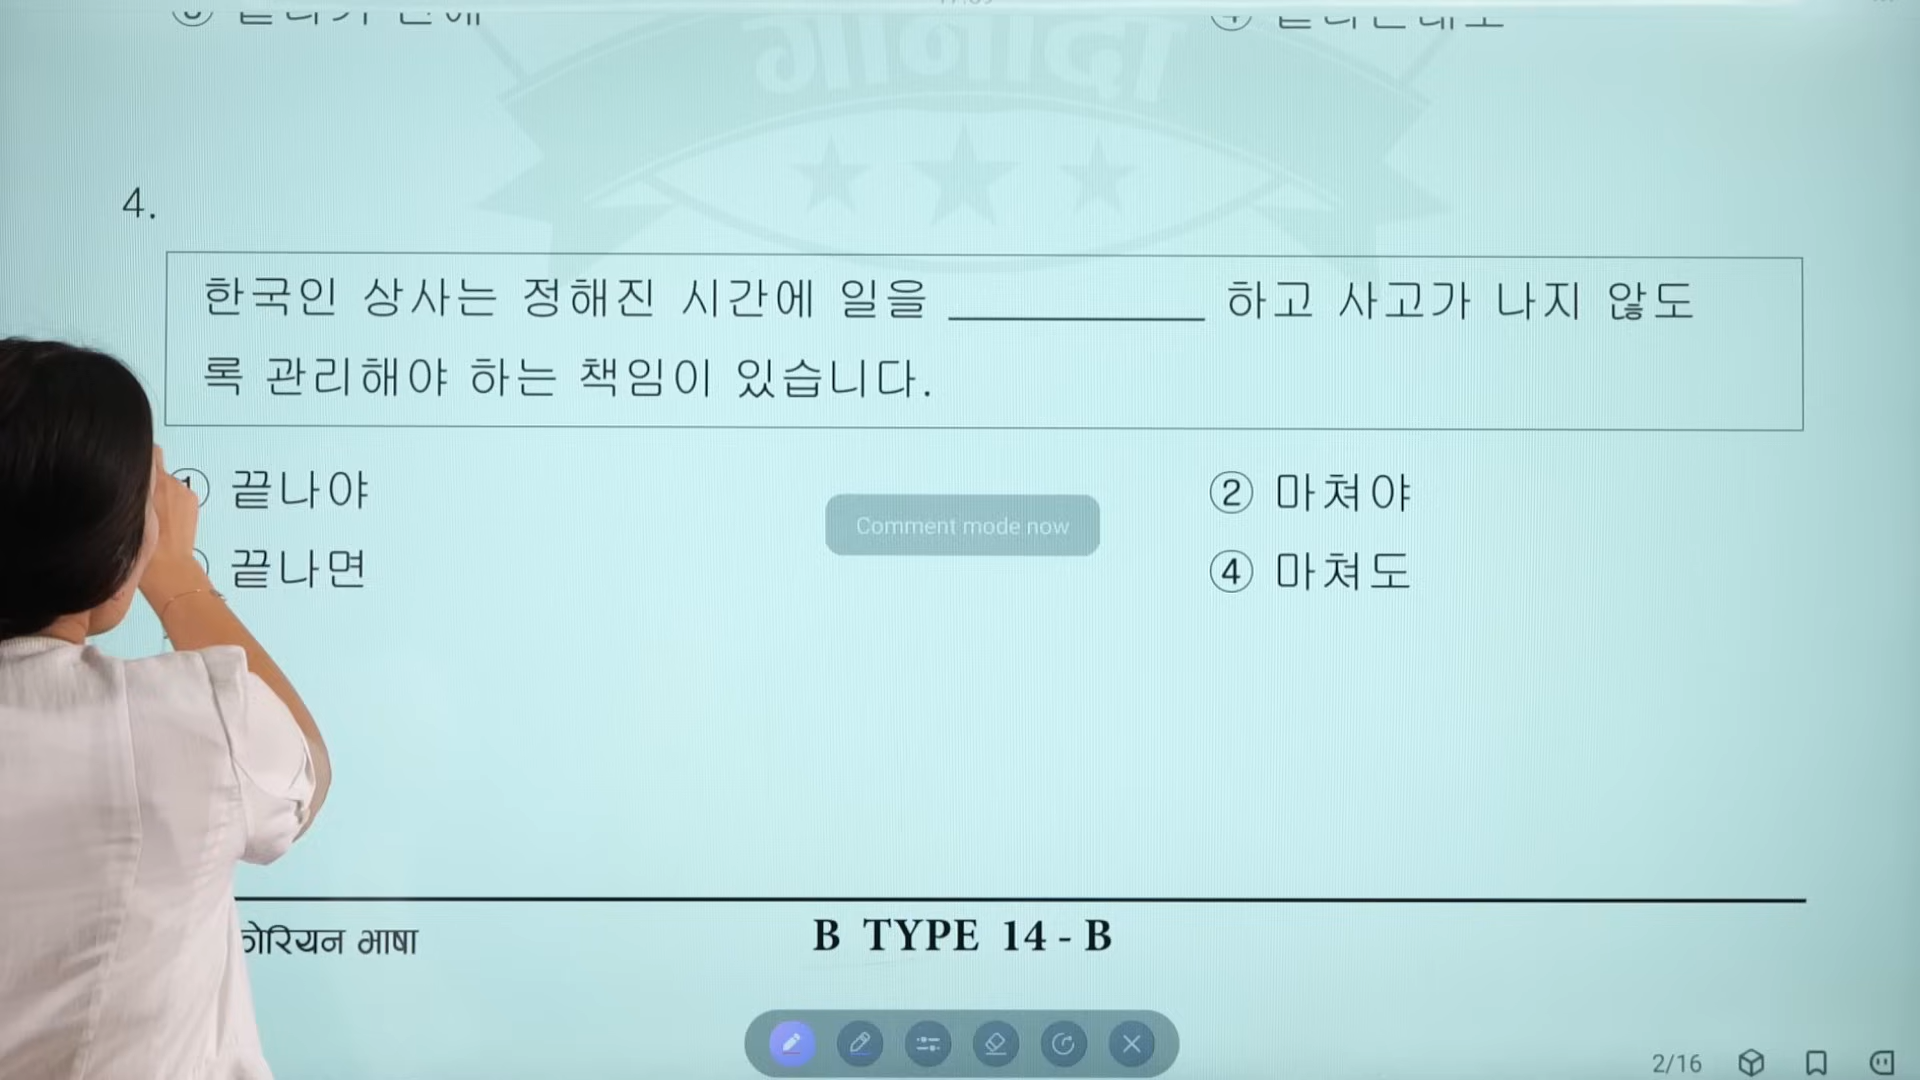 गानादा
4.
한국인 상사는 정해진 시간에 일을 __________ 하고 사고가 나지 않도
록 관리해야 하는 책임이 있습니다.
① 끝나야
② 마쳐야
끝나면
④ 마쳐도
Comment mode now
कोरियन भाषा
B TYPE 14 - B
2/16